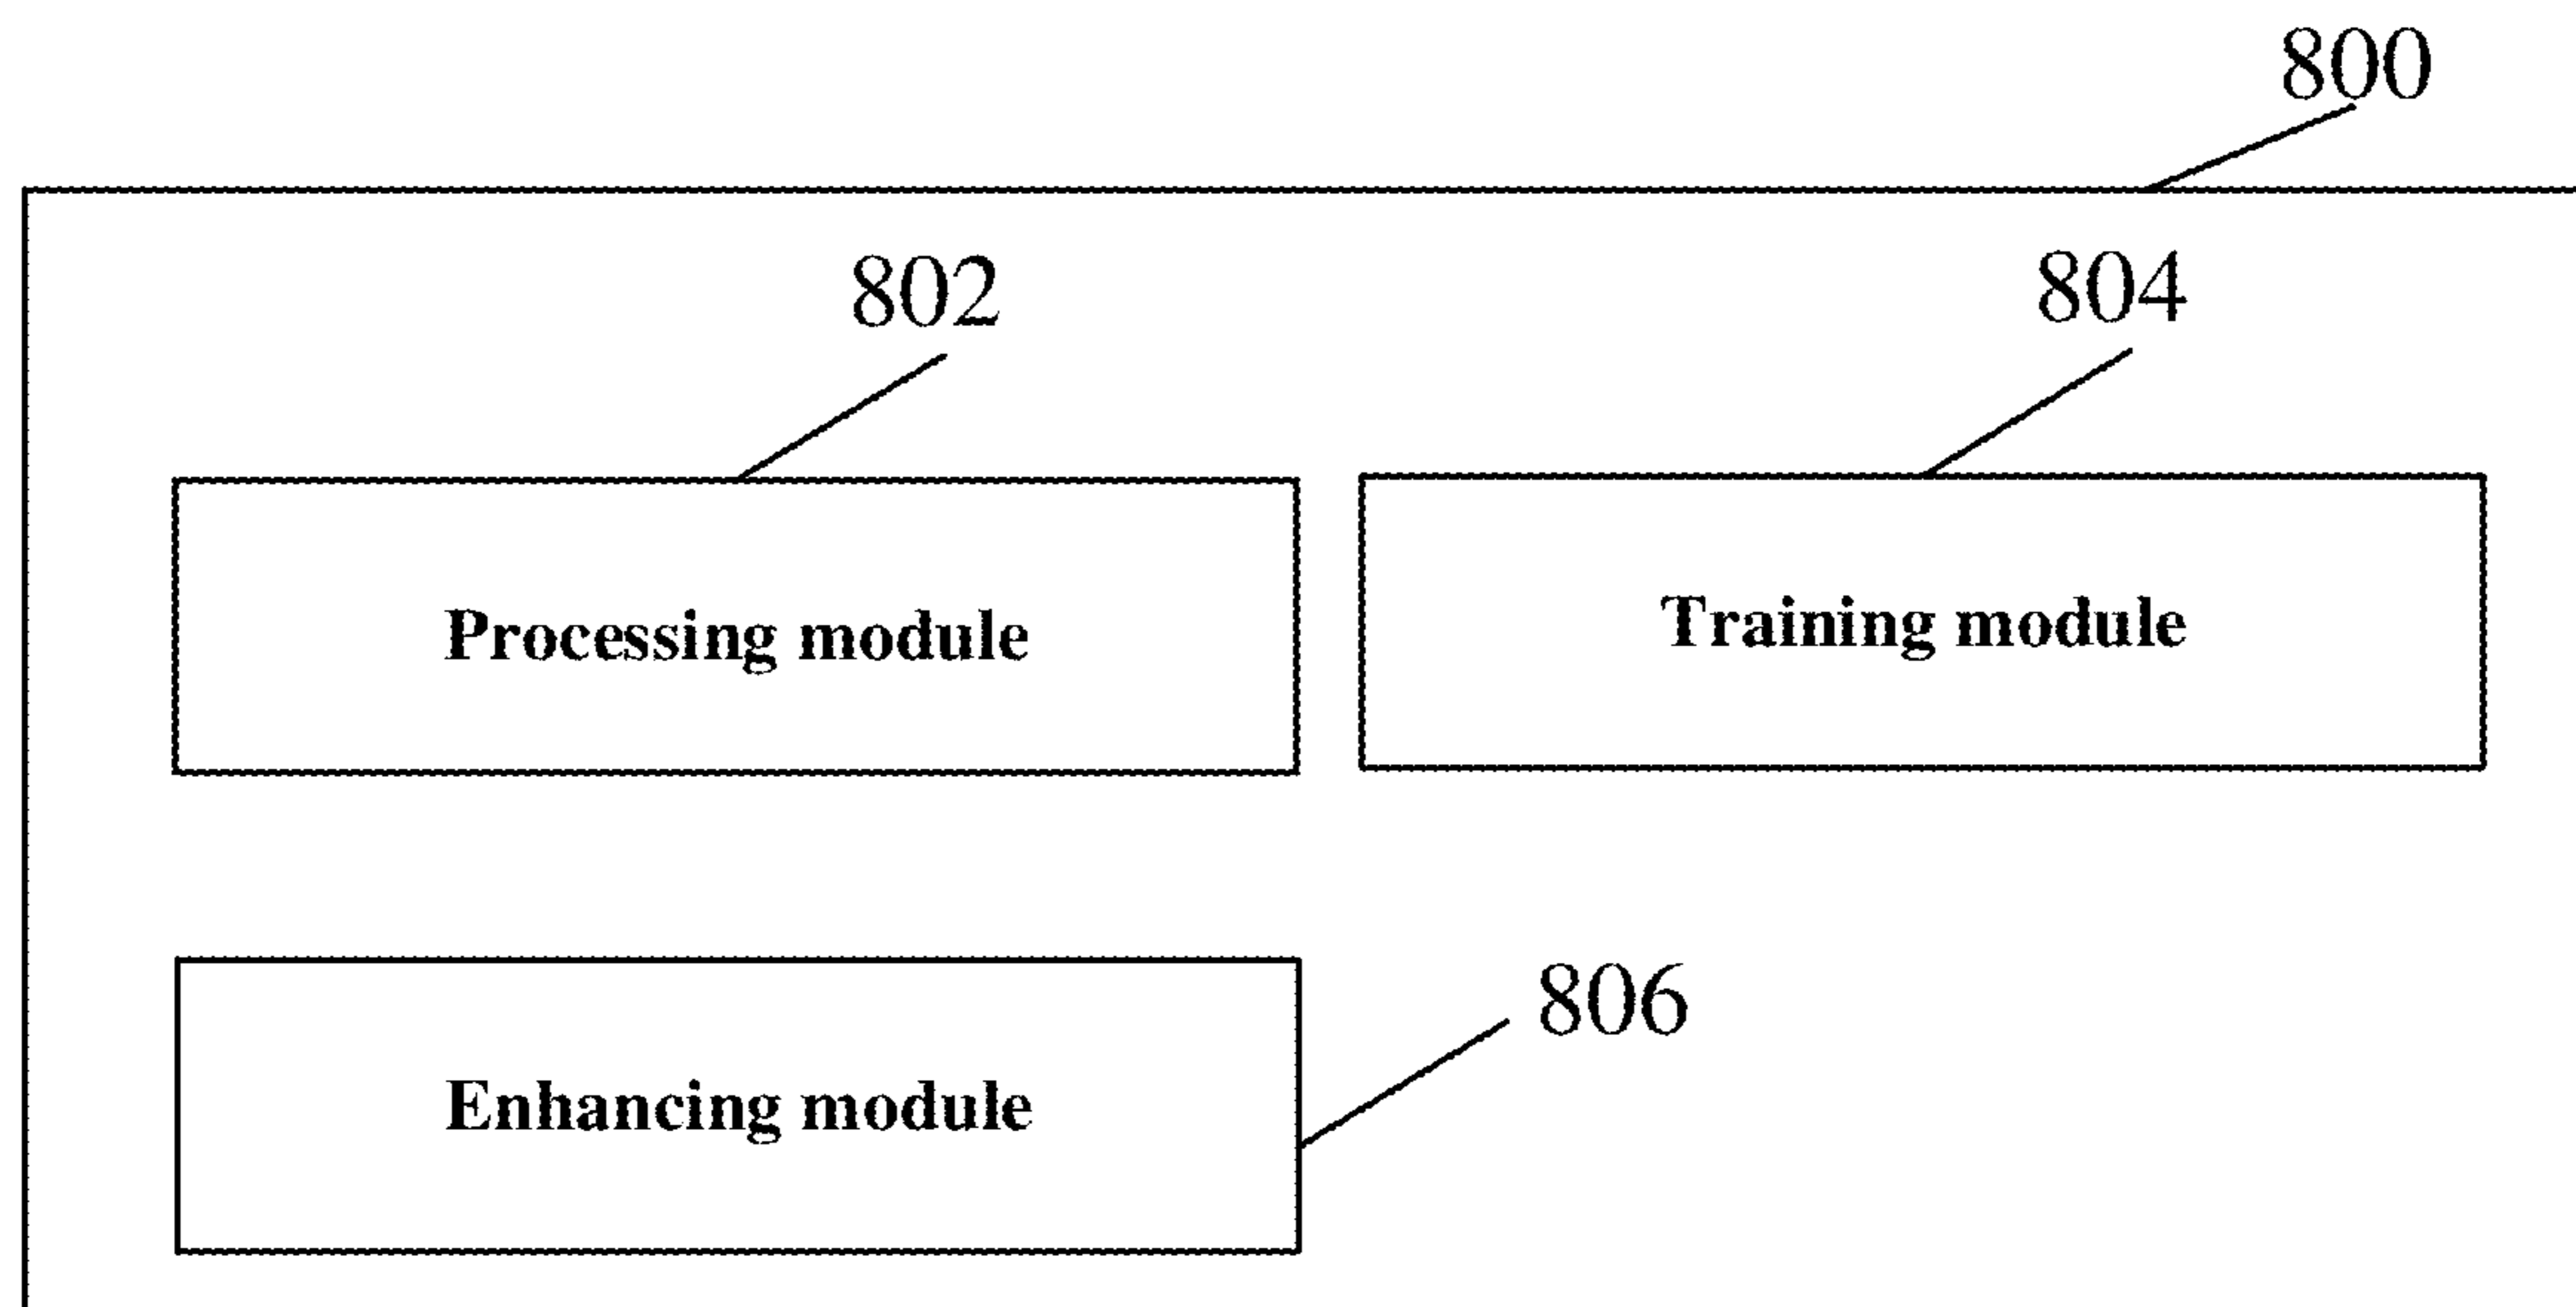 800
802
804
Processing module
Training module
806
Enhancing module